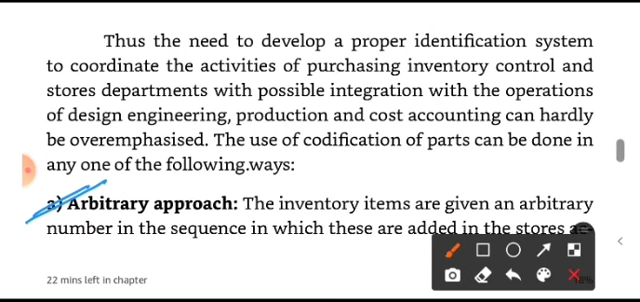 Thus the need to develop a proper identification system
to coordinate the activities of purchasing inventory control and
stores departments with possible integration with the operations
of design engineering, production and cost accounting can hardly
be overemphasised. The use of codification of parts can be done in
any one of the following.ways:
a) Arbitrary approach: The inventory items are given an arbitrary
number in the sequence in which these are added in the stores
22 mins left in chapter